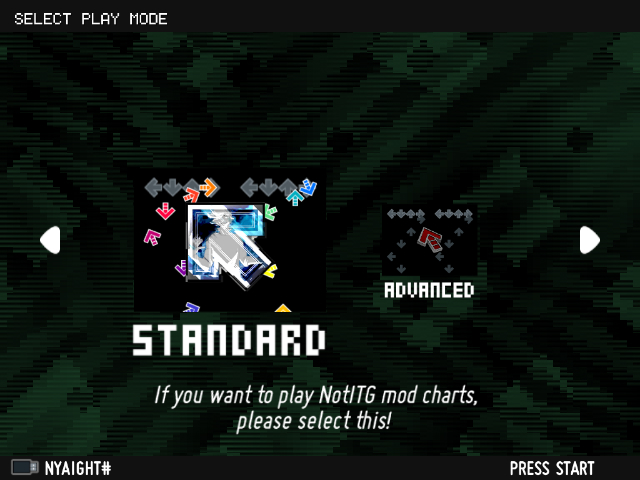 SELECT PLAY MODE
STANDARD
ADVANCED
If you want to play NotITG mod charts,
please select this!
NYAIGHT#
PRESS START